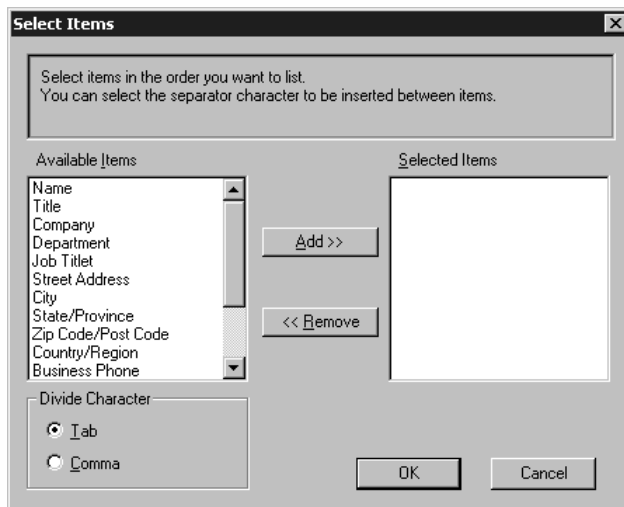 Select Items
Select items in the order you want to list.
You can select the separator character to be inserted between items.
Available Items
Name
Title
Company
Department
Job Titlet
Street Address
City
State/Province
Zip Code/Post Code
Country/Region
Business Phone
Add >>
<< Remove
Selected Items
Divide Character
Tab
Comma
OK
Cancel